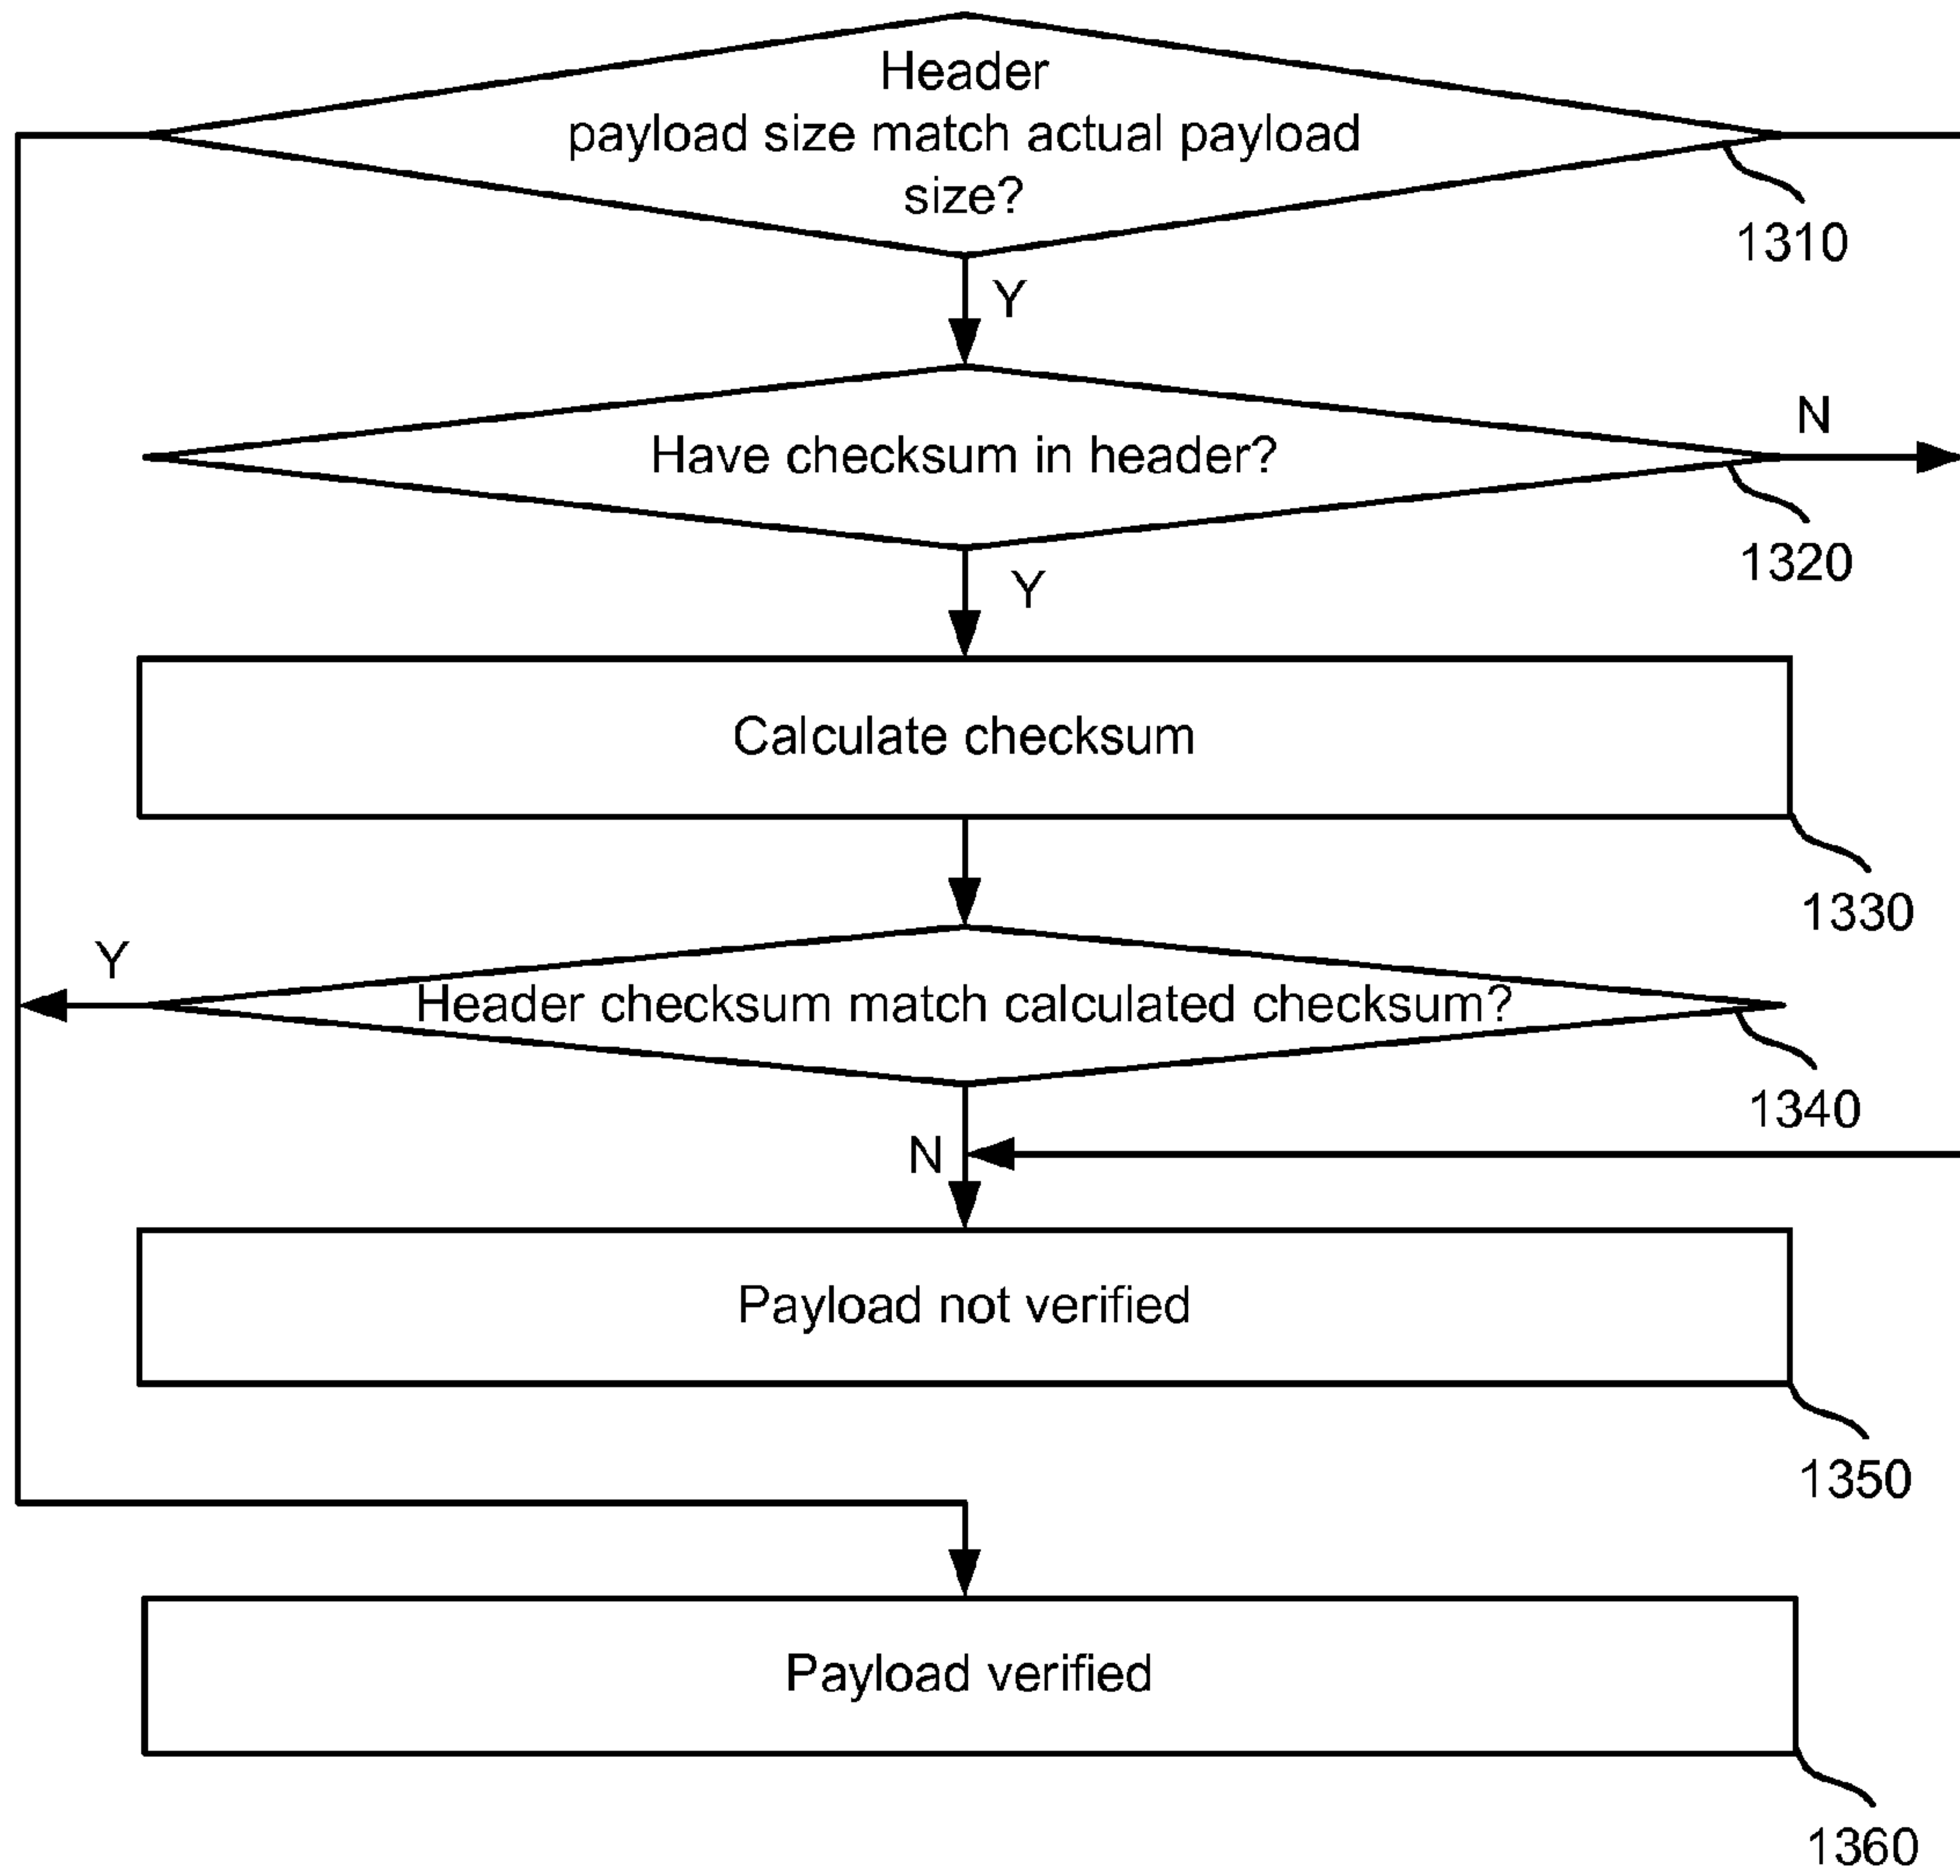 Header
payload size match actual payload
size?
1310
Y
Have checksum in header?
N
1320
Y
Calculate checksum
1330
Y
Header checksum match calculated checksum?
1340
N
Payload not verified
1350
Payload verified
1360